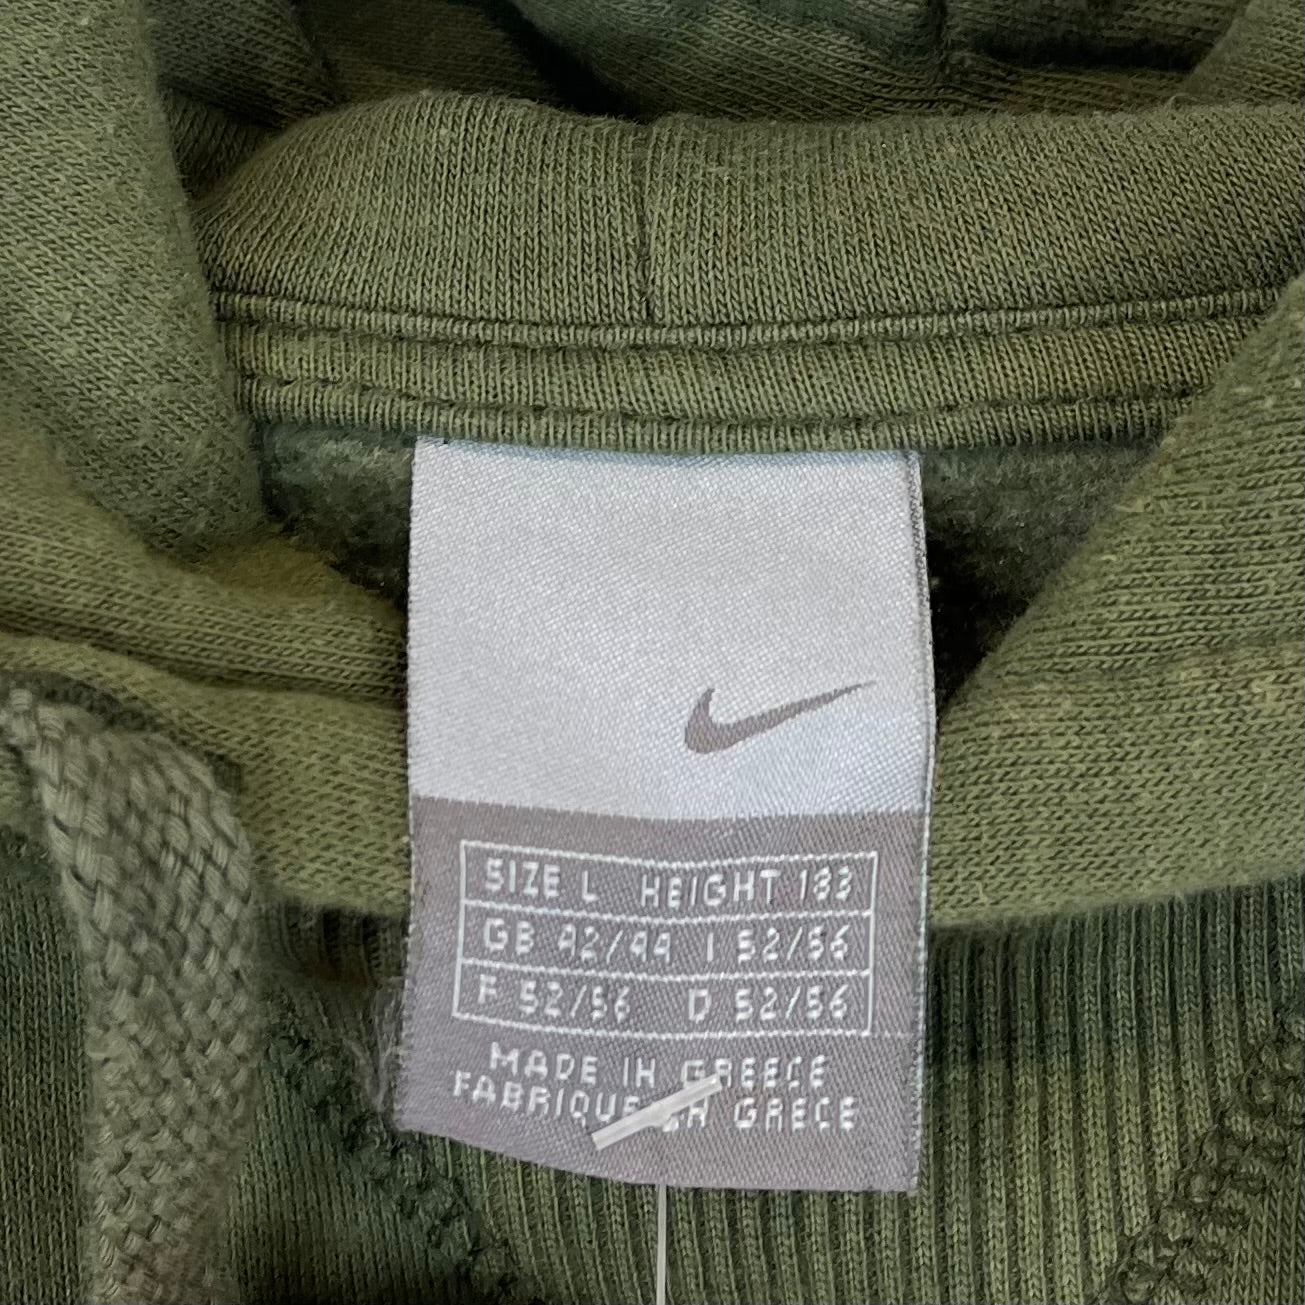 SIZE L HEIGHT 183
GB 42/44 I 52/56
F 52/56 D 52/56
MADE IN GREECE
FABRIQUE EN GRECE